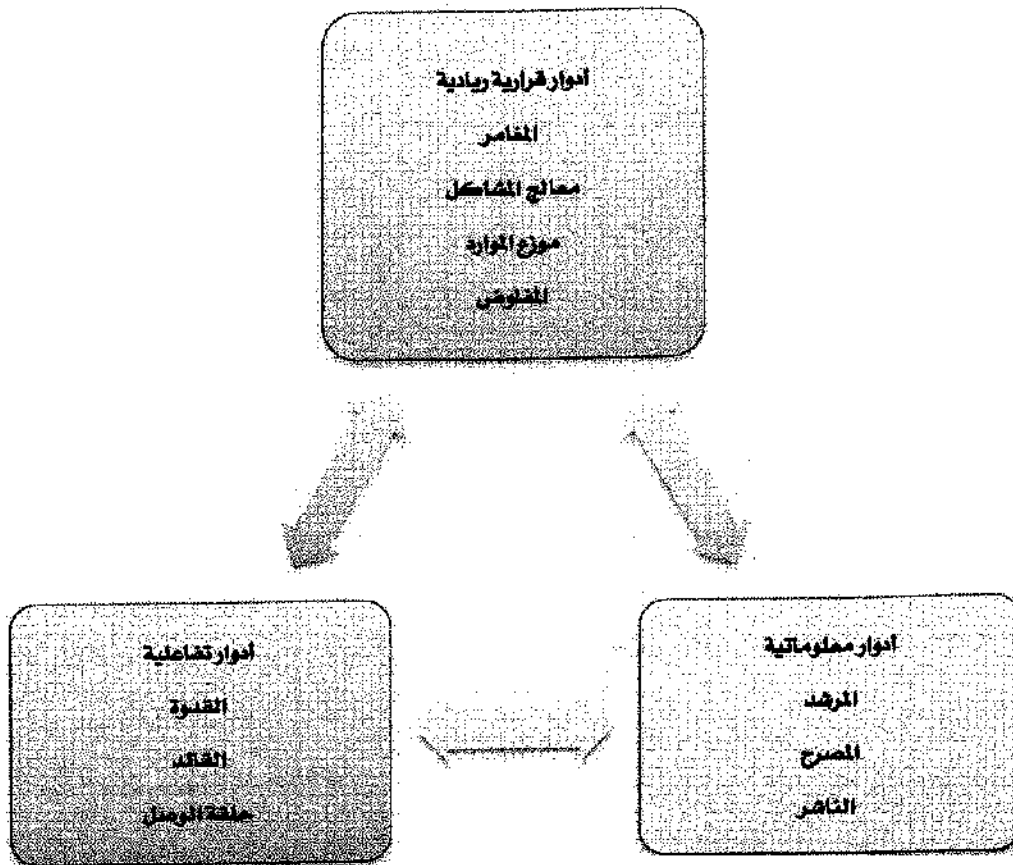 أدوار قرارية ريادية
المغامر
معالج المشاكل
موزع الموارد
المفاوض
أدوار معلوماتية
المرشد
المصرح
الناشر
أدوار تفاعلية
القدوة
القائد
حلقة الوصل